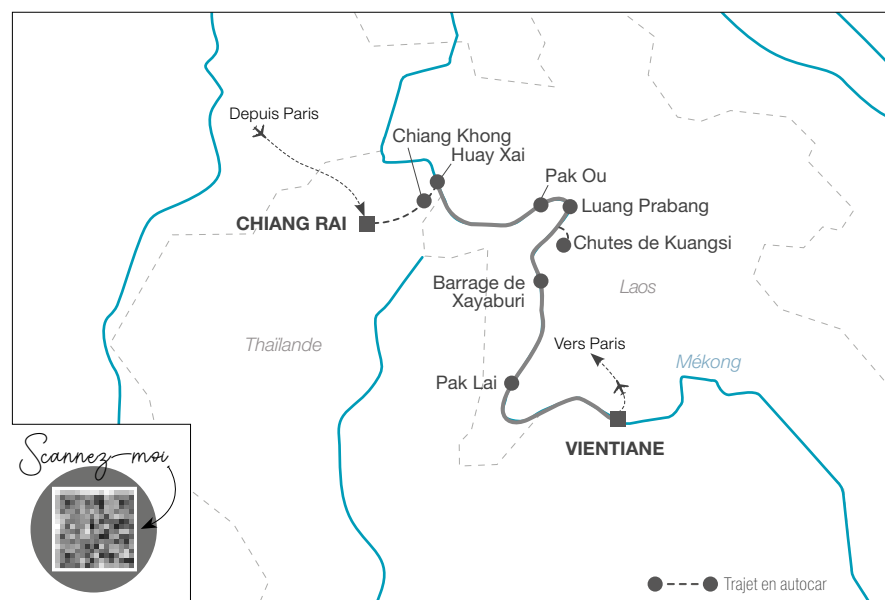 Depuis Paris
Chiang Khong
Huay Xai
Pak Ou
CHIANG RAI
Luang Prabang
Chutes de Kuangsi
Barrage de
Xayaburi
Laos
Thaïlande
Vers Paris
Mékong
Pak Lai
VIENTIANE
Scannez-moi
Trajet en autocar